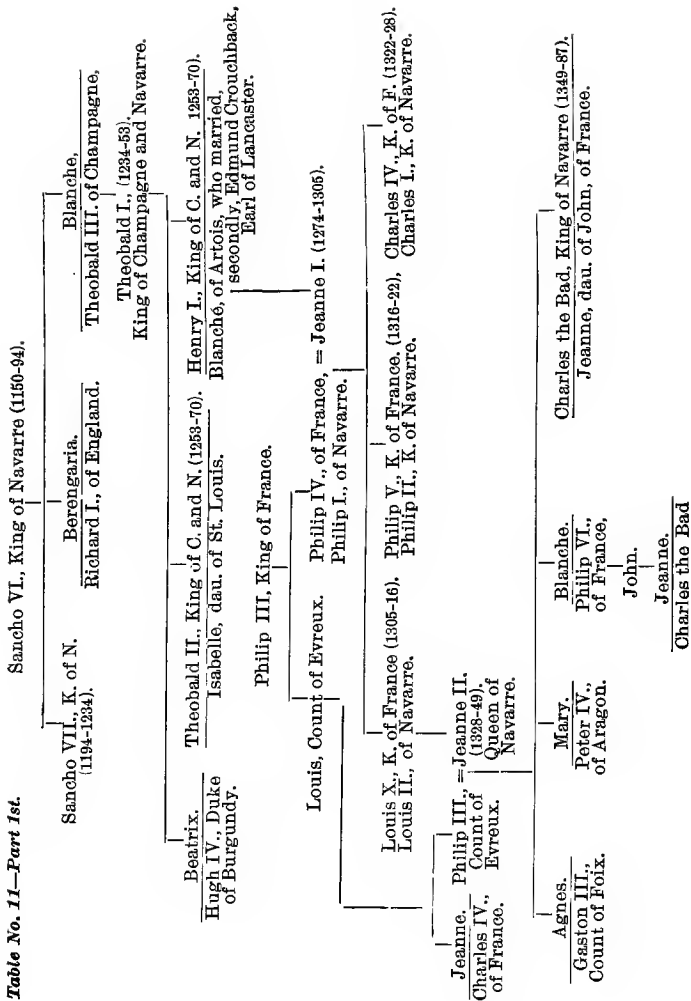 Table No. 11—Part 1st.
Sancho VI., King of Navarre (1150-94).
Sancho VII., K. of N.
(1194-1234).
Berengaria.
Richard I., of England.
Blanche,
Theobald III. of Champagne,
Theobald I., (1234-53).
King of Champagne and Navarre.
Beatrix.
Hugh IV., Duke
of Burgundy.
Theobald II., King of C. and N. (1253-70).
Isabelle, dau. of St. Louis.
Henry I., King of C. and N. 1253-70).
Blanche, of Artois, who married,
secondly, Edmund Crouchback,
Earl of Lancaster.
Philip III, King of France.
Louis, Count of Evreux.
Philip IV., of France, = Jeanne I. (1274-1305).
Philip I., of Navarre.
Louis X., K. of France (1305-16).
Louis II., of Navarre.
Philip V., K. of France. (1316-22),
Philip II., K. of Navarre.
Charles IV., K. of F. (1322-28).
Charles I., K. of Navarre.
Jeanne.
Charles IV.,
of France.
Philip III., = Jeanne II.
Count of (1328-49).
Evreux. Queen of
Navarre.
Agnes.
Gaston III.,
Count of Foix.
Mary.
Peter IV.,
of Aragon.
Blanche.
Philip VI.,
of France,
John.
Jeanne.
Charles the Bad
Charles the Bad, King of Navarre (1349-87).
Jeanne, dau. of John, of France.